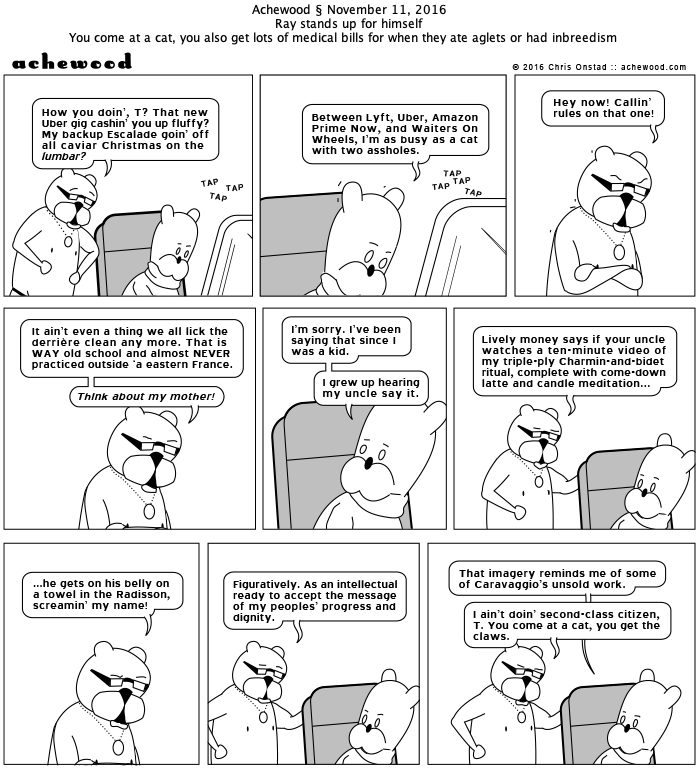 Achewood § November 11, 2016
Ray stands up for himself
You come at a cat, you also get lots of medical bills for when they ate aglets or had inbreedism
achewood
© 2016 Chris Onstad :: achewood.com
How you doin', T? That new
Uber gig cashin' you up fluffy?
My backup Escalade goin' off
all caviar Christmas on the
lumbar?
TAP
TAP
TAP
Between Lyft, Uber, Amazon
Prime Now, and Waiters On
Wheels, I'm as busy as a cat
with two assholes.
TAP
TAP
TAP
TAP
Hey now! Callin'
rules on that one!
It ain't even a thing we all lick the
derrière clean any more. That is
WAY old school and almost NEVER
practiced outside 'a eastern France.
Think about my mother!
I'm sorry. I've been
saying that since I
was a kid.
I grew up hearing
my uncle say it.
Lively money says if your uncle
watches a ten-minute video of
my triple-ply Charmin-and-bidet
ritual, complete with come-down
latte and candle meditation...
...he gets on his belly on
a towel in the Radisson,
screamin' my name!
Figuratively. As an intellectual
ready to accept the message
of my peoples' progress and
dignity.
That imagery reminds me of some
of Caravaggio's unsold work.
I ain't doin' second-class citizen,
T. You come at a cat, you get the
claws.